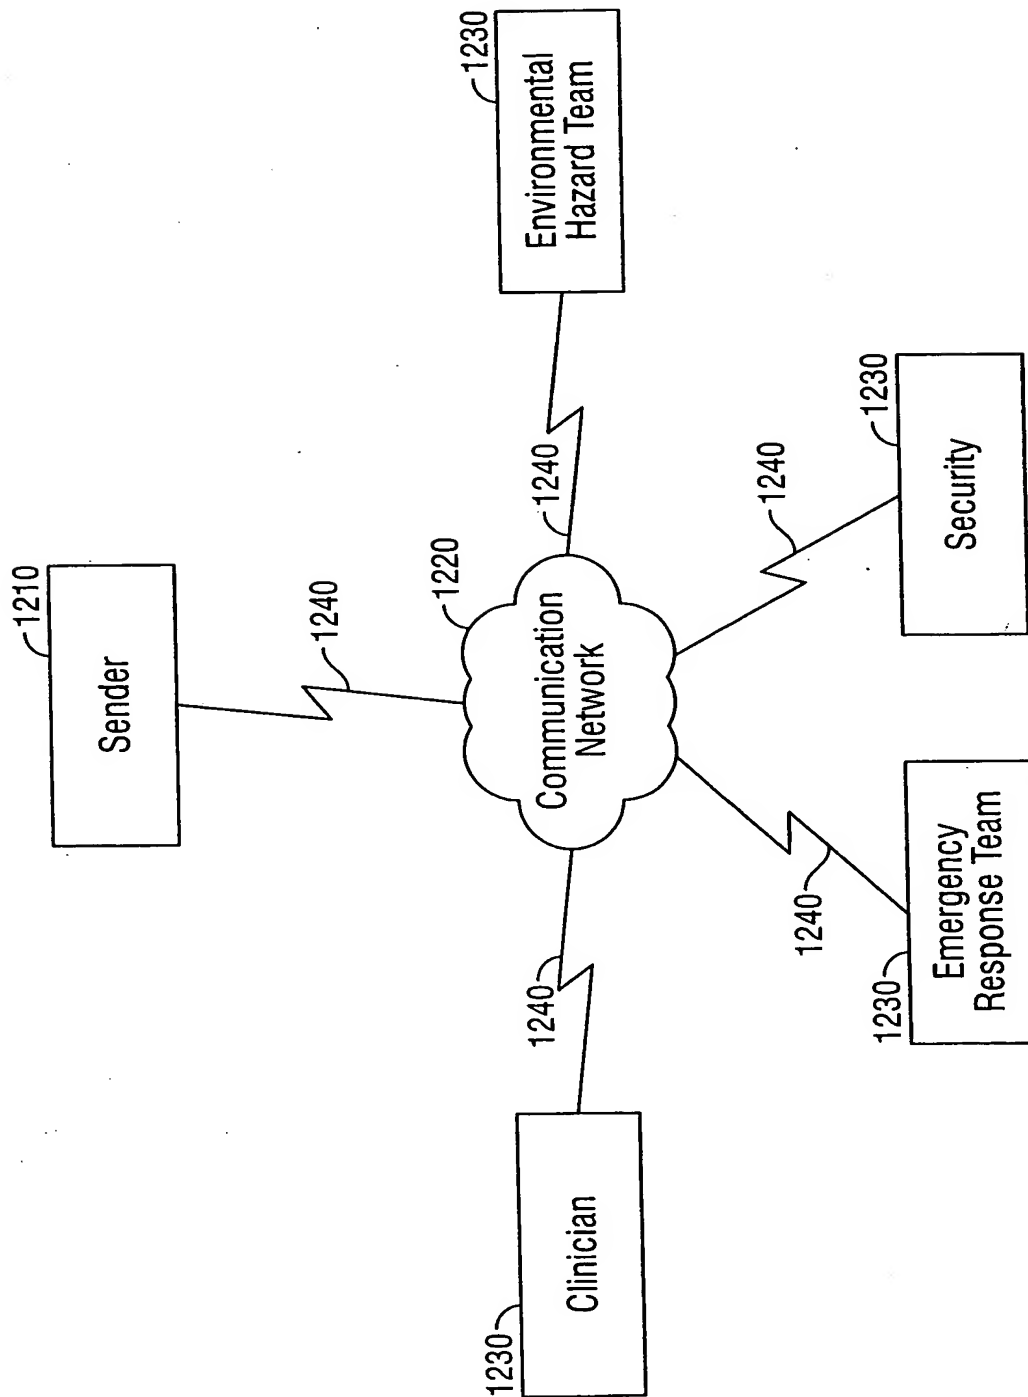 1210
Sender
1240
1220
Communication
Network
1240
1230
Clinician
1240
1230
Environmental
Hazard Team
1240
1230
Emergency
Response Team
1240
1230
Security